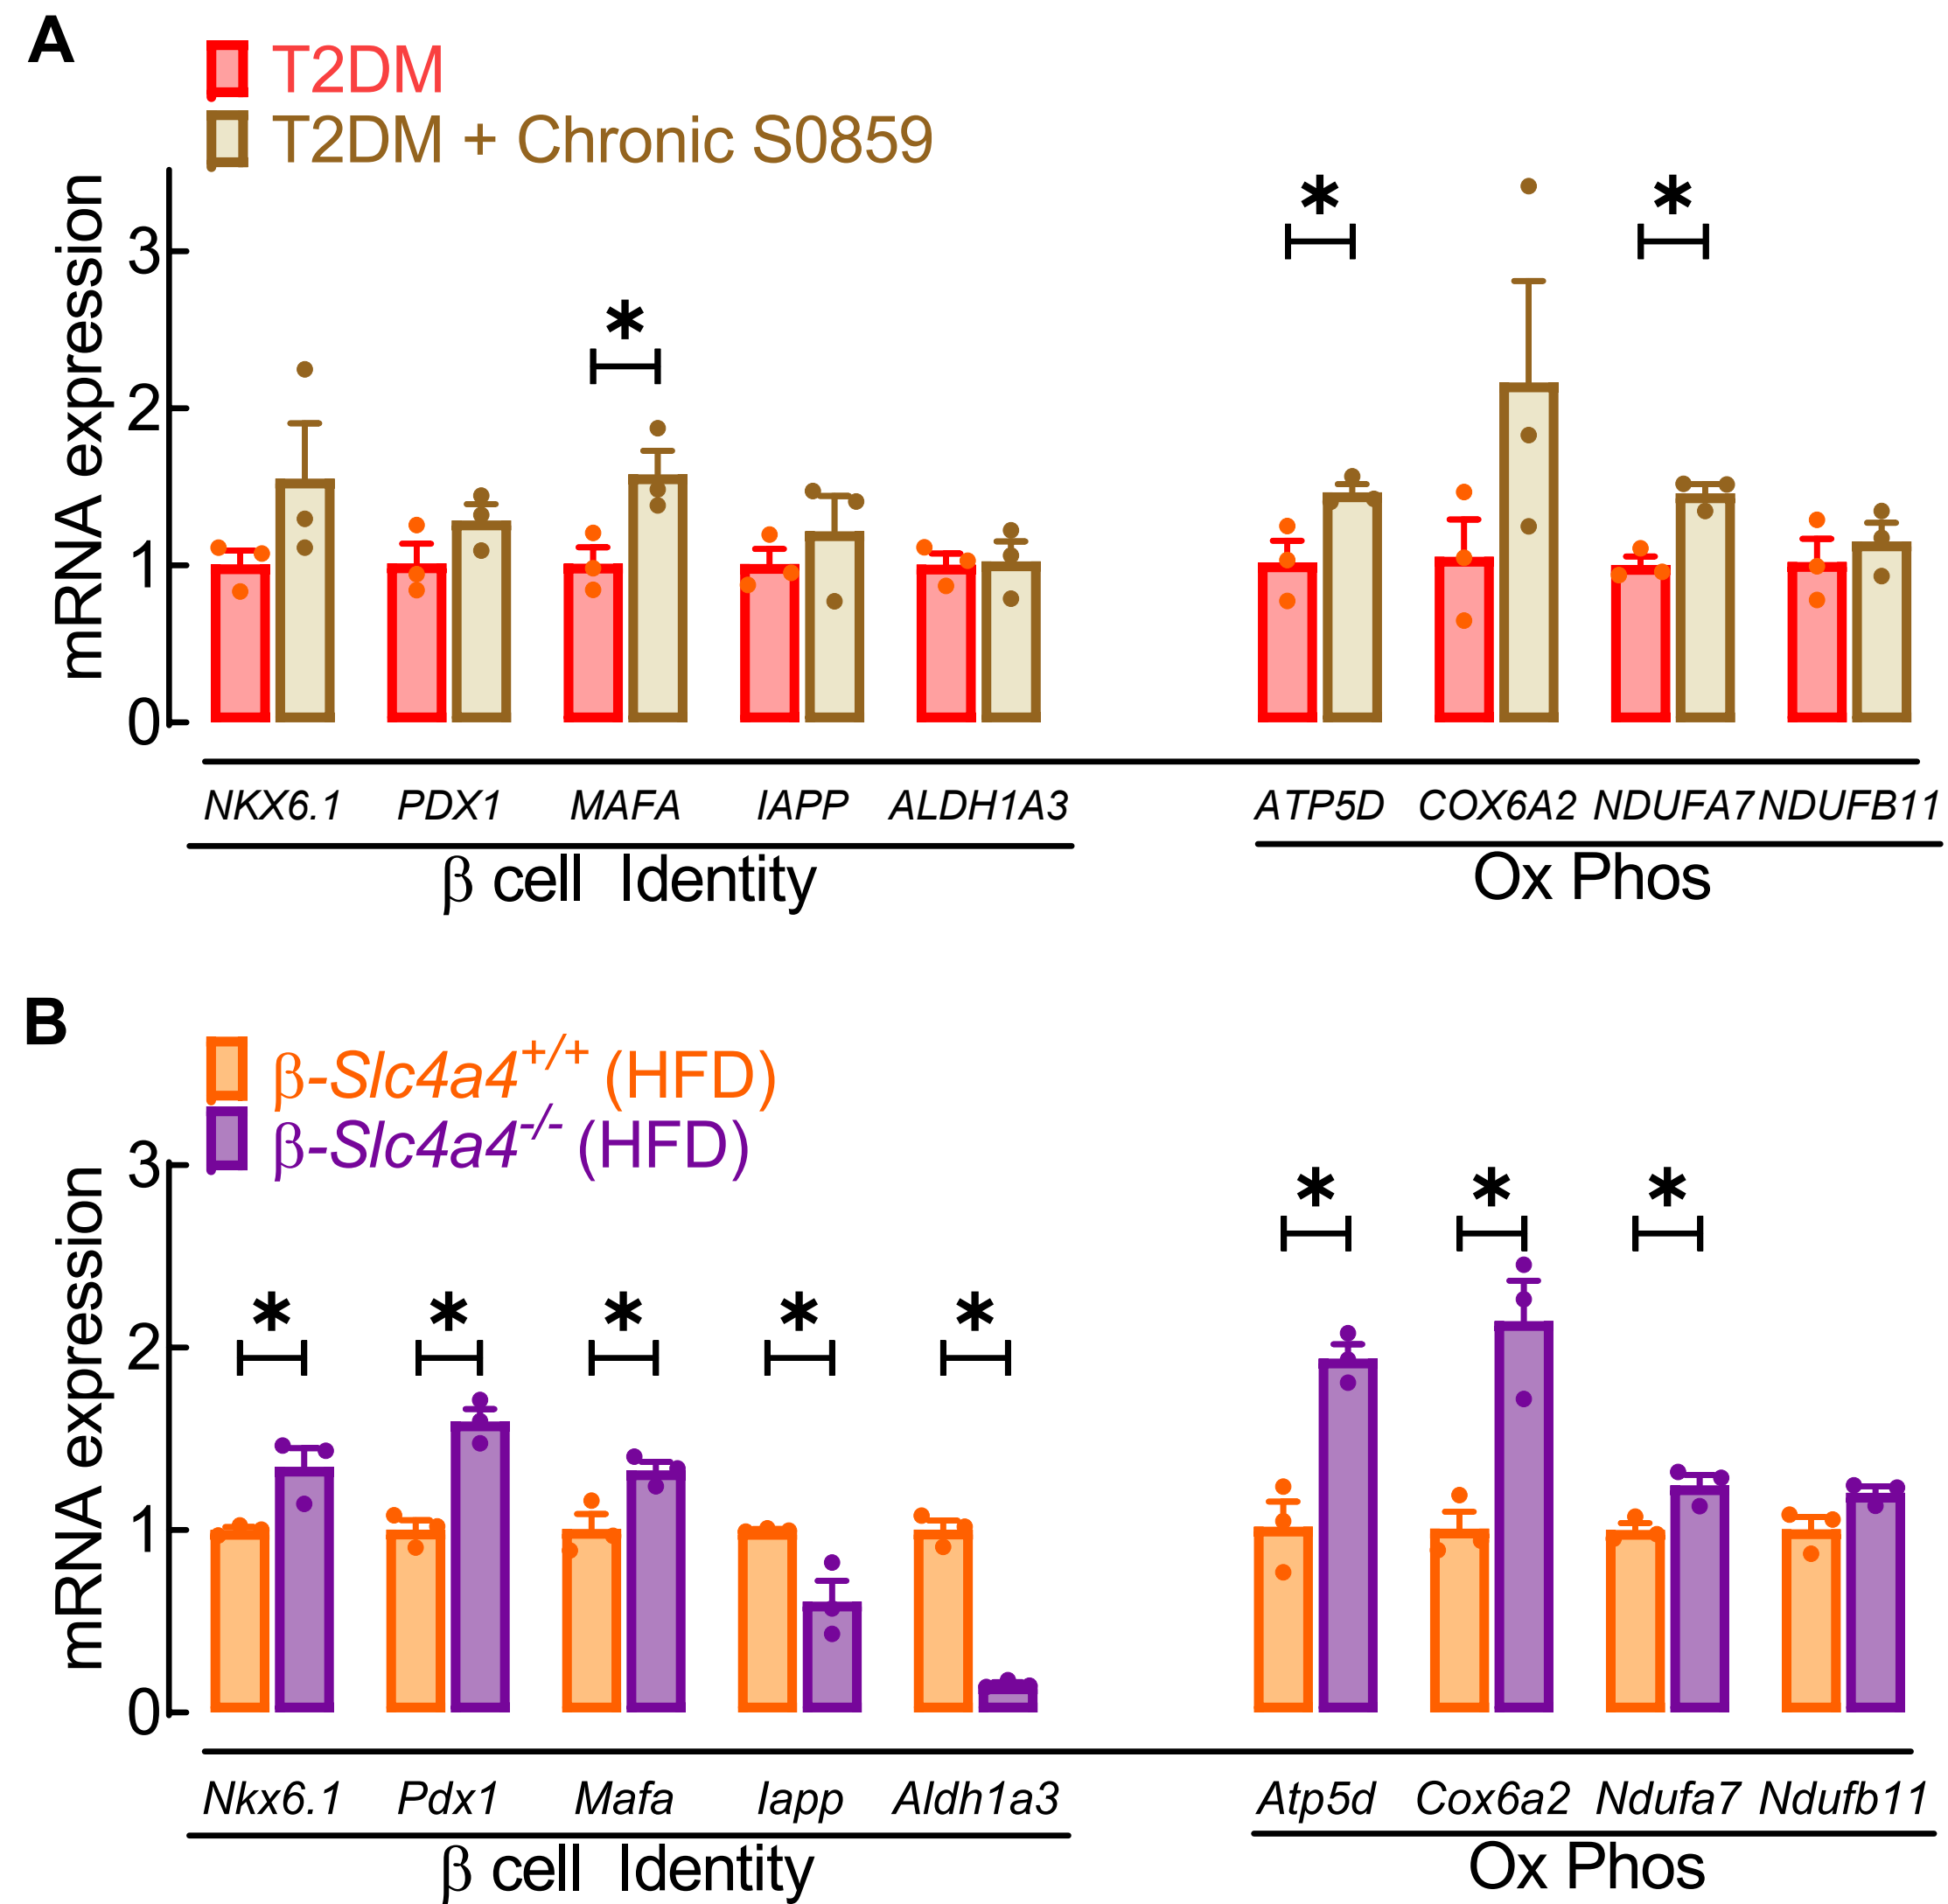 A
T2DM
T2DM + Chronic S0859
mRNA expression
3
2
1
0
* * *
NKX6.1 PDX1 MAFA IAPP ALDH1A3 ATP5D COX6A2 NDUFA7 NDUFB11
β cell Identity Ox Phos
B
β-Slc4a4+/+ (HFD)
β-Slc4a4-/- (HFD)
mRNA expression
3
2
1
0
* * * * * * * *
Nkx6.1 Pdx1 Mafa Iapp Aldh1a3 Atp5d Cox6a2 Ndufa7 Ndufb11
β cell Identity Ox Phos